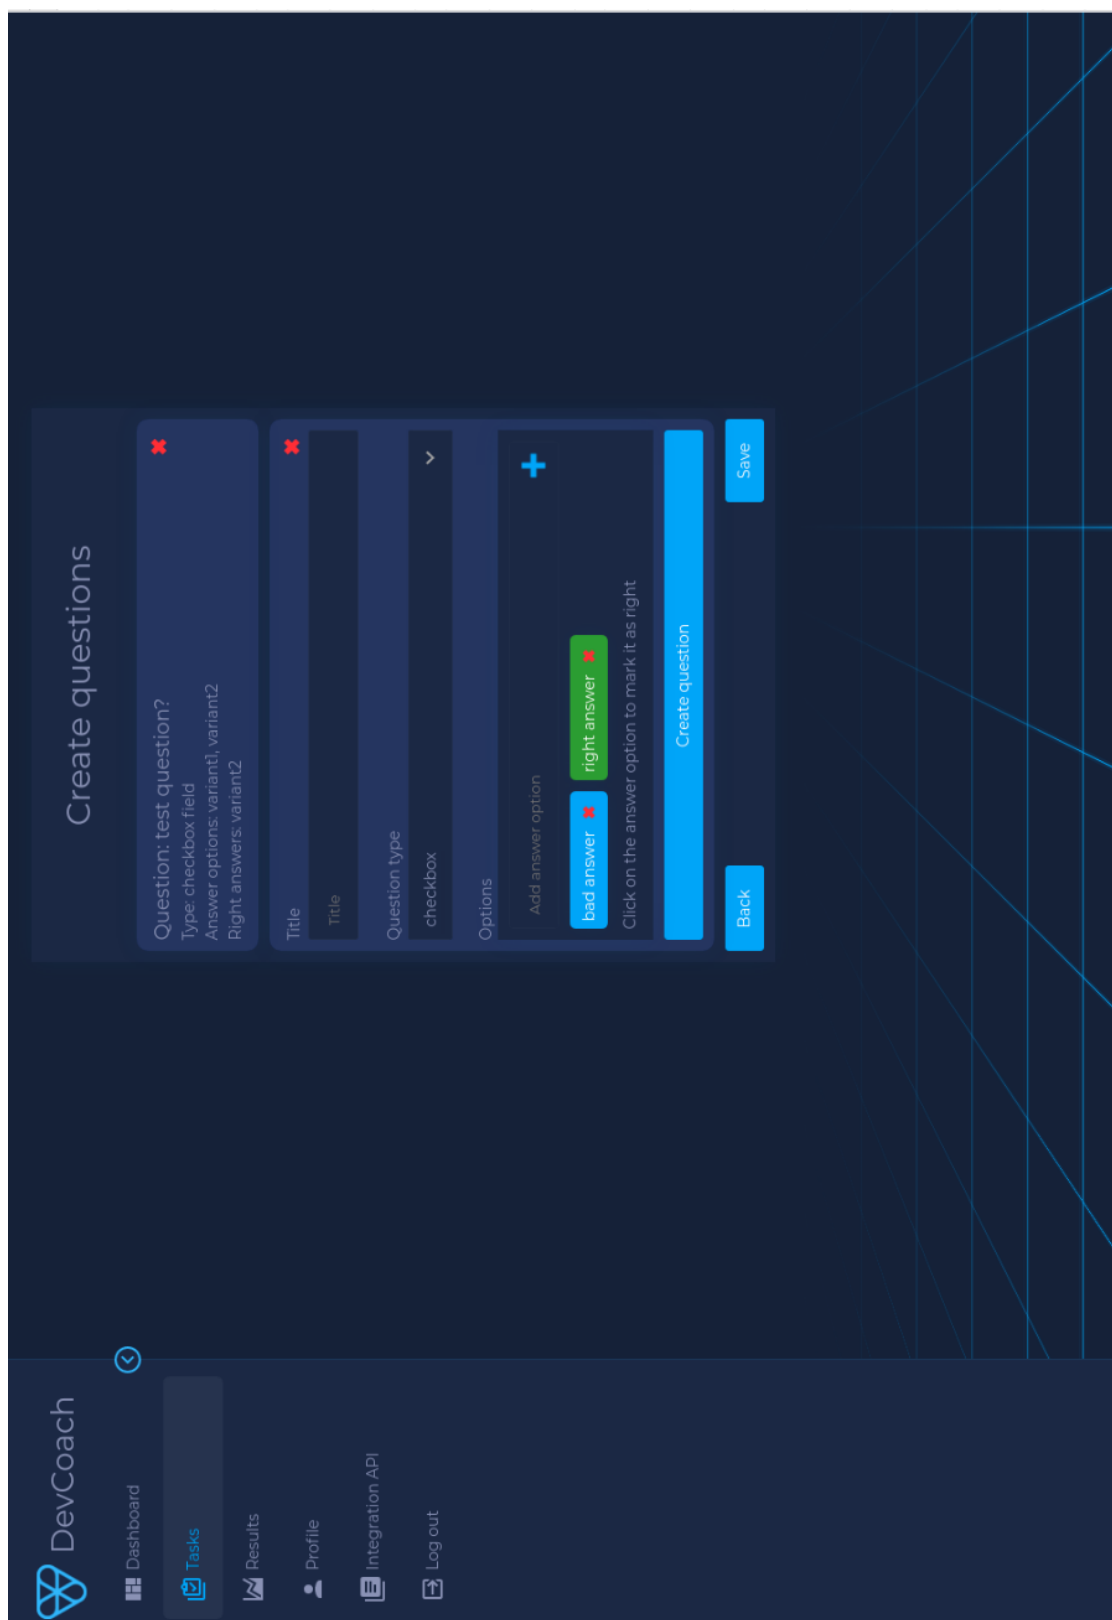 DevCoach
Dashboard
Tasks
Results
Profile
Integration API
Log out
Create questions
Question: test question?
Type: checkbox field
Answer options: variant1, variant2
Right answers: variant2
Title
Title
Question type
checkbox
Options
Add answer option
bad answer right answer
Click on the answer option to mark it as right
Create question
Back Save